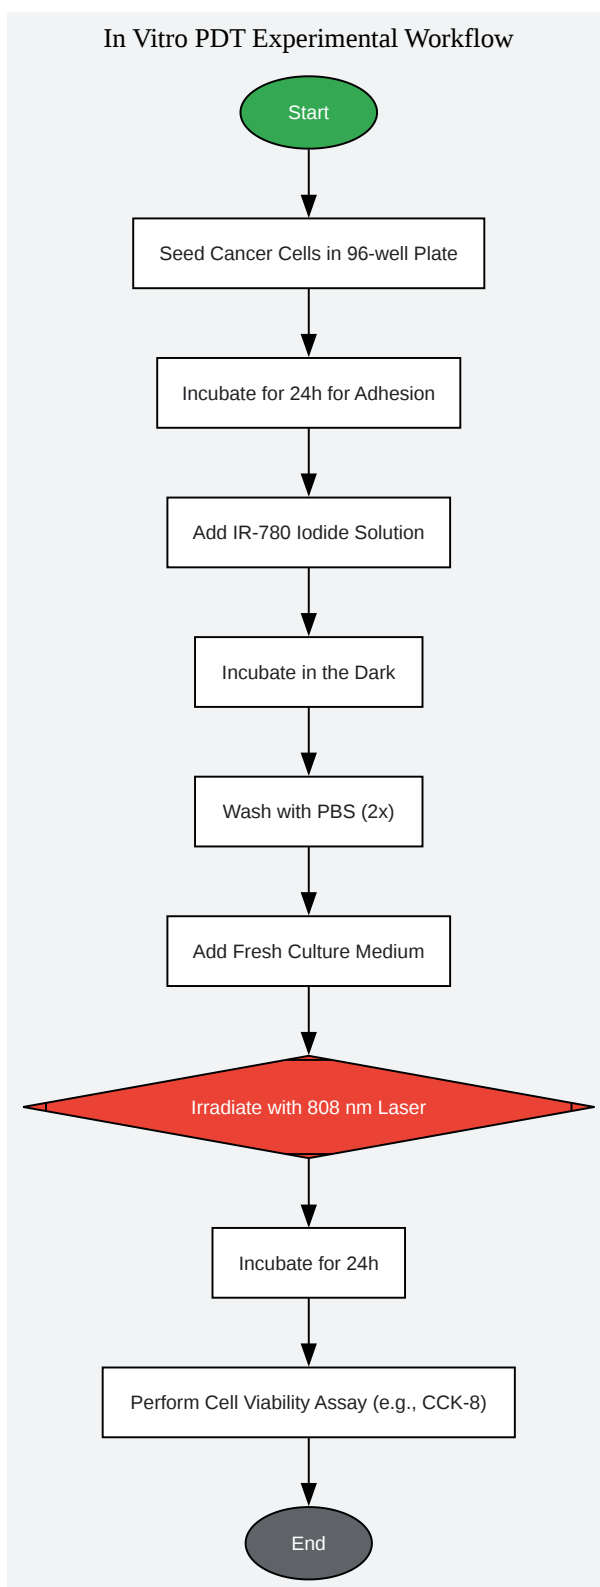 In Vitro PDT Experimental Workflow
Start
Seed Cancer Cells in 96-well Plate
Incubate for 24h for Adhesion
Add IR-780 Iodide Solution
Incubate in the Dark
Wash with PBS (2x)
Add Fresh Culture Medium
Irradiate with 808 nm Laser
Incubate for 24h
Perform Cell Viability Assay (e.g., CCK-8)
End